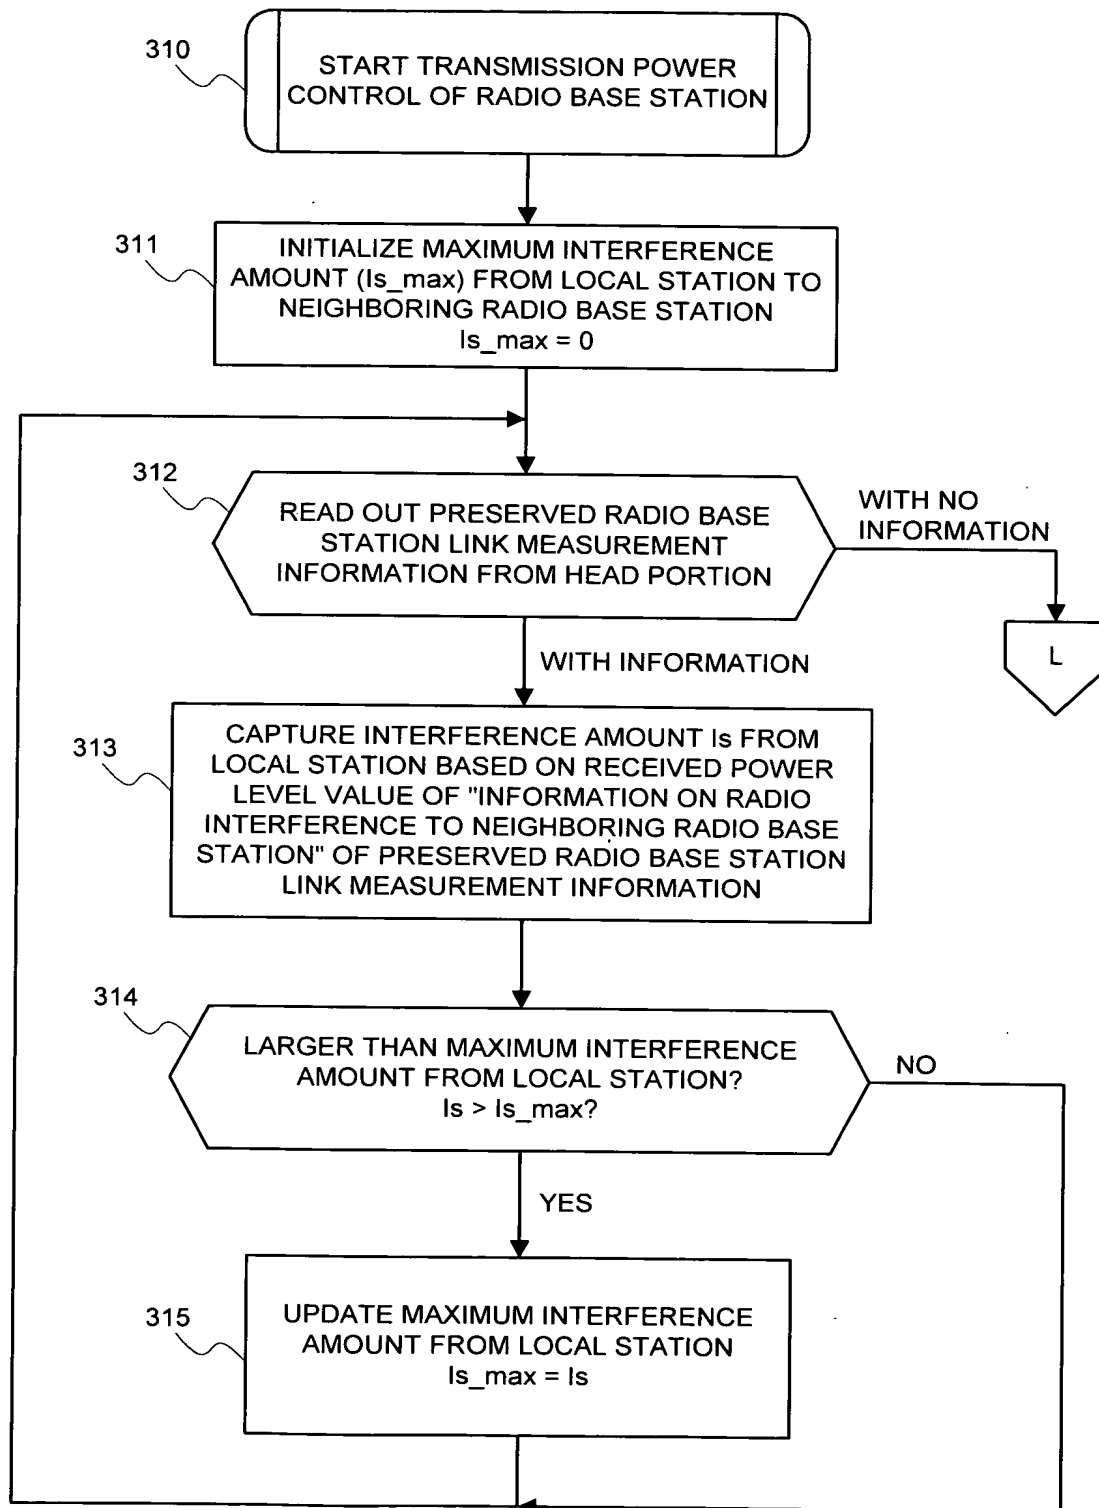 310
START TRANSMISSION POWER
CONTROL OF RADIO BASE STATION
311
INITIALIZE MAXIMUM INTERFERENCE
AMOUNT (Is_max) FROM LOCAL STATION TO
NEIGHBORING RADIO BASE STATION
Is_max = 0
312
READ OUT PRESERVED RADIO BASE
STATION LINK MEASUREMENT
INFORMATION FROM HEAD PORTION
WITH NO
INFORMATION
L
WITH INFORMATION
313
CAPTURE INTERFERENCE AMOUNT Is FROM
LOCAL STATION BASED ON RECEIVED POWER
LEVEL VALUE OF "INFORMATION ON RADIO
INTERFERENCE TO NEIGHBORING RADIO BASE
STATION" OF PRESERVED RADIO BASE STATION
LINK MEASUREMENT INFORMATION
314
LARGER THAN MAXIMUM INTERFERENCE
AMOUNT FROM LOCAL STATION?
Is > Is_max?
NO
YES
315
UPDATE MAXIMUM INTERFERENCE
AMOUNT FROM LOCAL STATION
Is_max = Is